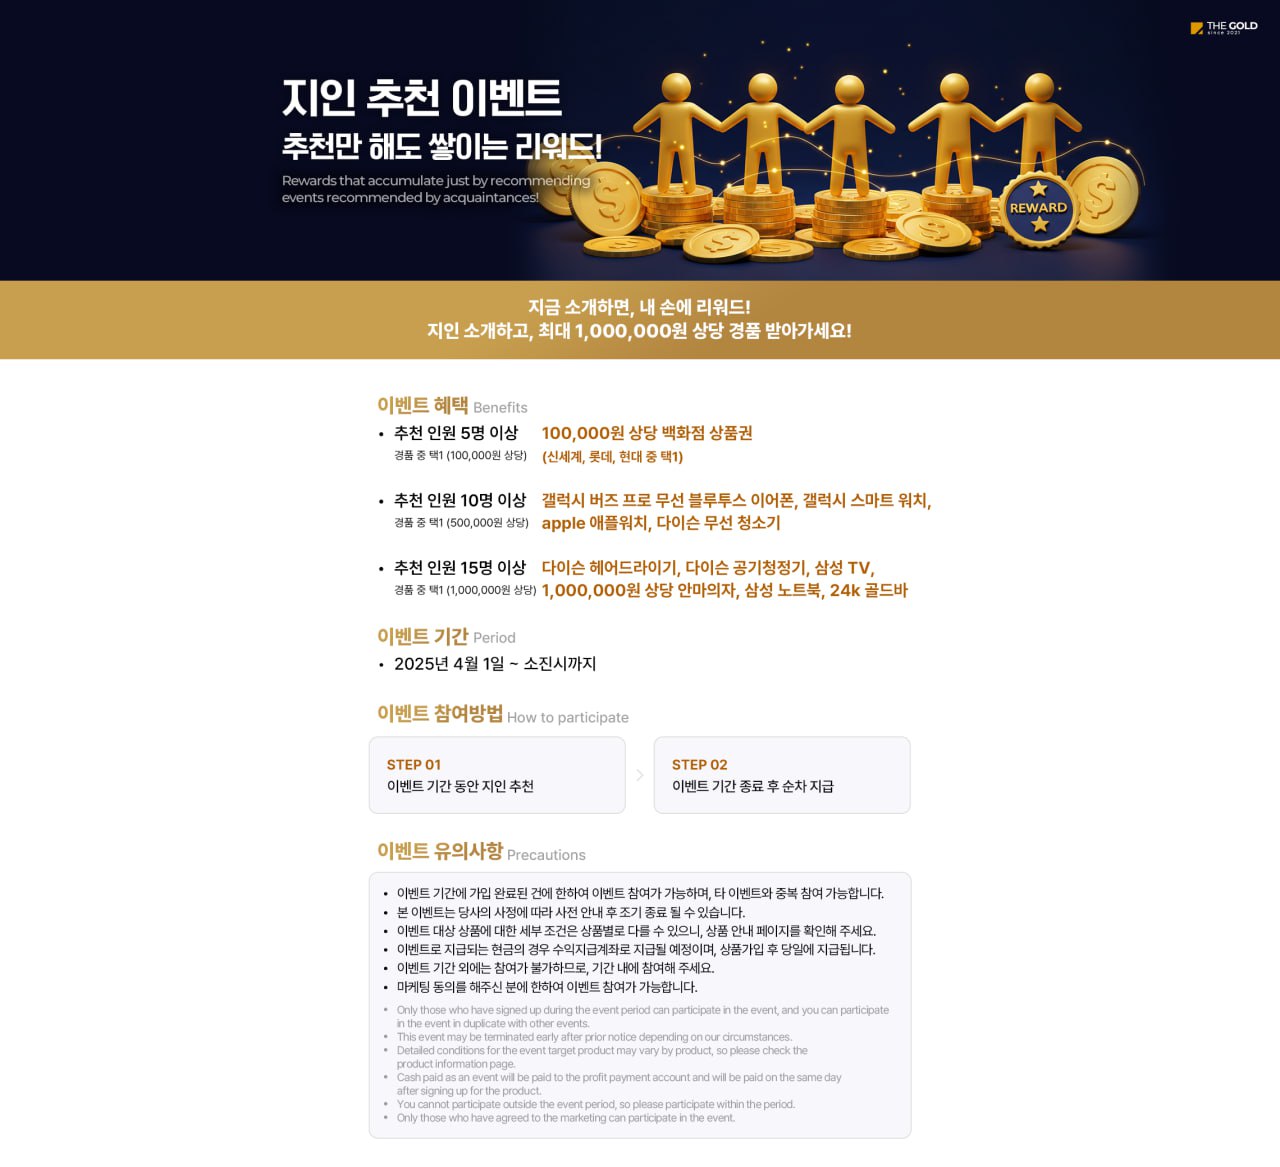 THE GOLD
since 2021
지인 추천 이벤트
추천만 해도 쌓이는 리워드!
Rewards that accumulate just by recommending
events recommended by acquaintances!
REWARD
지금 소개하면, 내 손에 리워드!
지인 소개하고, 최대 1,000,000원 상당 경품 받아가세요!
이벤트 혜택 Benefits
• 추천 인원 5명 이상 100,000원 상당 백화점 상품권
경품 중 택1 (100,000원 상당) (신세계, 롯데, 현대 중 택1)
• 추천 인원 10명 이상 갤럭시 버즈 프로 무선 블루투스 이어폰, 갤럭시 스마트 워치,
경품 중 택1 (500,000원 상당) apple 애플워치, 다이슨 무선 청소기
• 추천 인원 15명 이상 다이슨 헤어드라이기, 다이슨 공기청정기, 삼성 TV,
경품 중 택1 (1,000,000원 상당) 1,000,000원 상당 안마의자, 삼성 노트북, 24k 골드바
이벤트 기간 Period
• 2025년 4월 1일 ~ 소진시까지
이벤트 참여방법 How to participate
STEP 01
이벤트 기간 동안 지인 추천
STEP 02
이벤트 기간 종료 후 순차 지급
이벤트 유의사항 Precautions
• 이벤트 기간에 가입 완료된 건에 한하여 이벤트 참여가 가능하며, 타 이벤트와 중복 참여 가능합니다.
• 본 이벤트는 당사의 사정에 따라 사전 안내 후 조기 종료 될 수 있습니다.
• 이벤트 대상 상품에 대한 세부 조건은 상품별로 다를 수 있으니, 상품 안내 페이지를 확인해 주세요.
• 이벤트로 지급되는 현금의 경우 수익지급계좌로 지급될 예정이며, 상품가입 후 당일에 지급됩니다.
• 이벤트 기간 외에는 참여가 불가하므로, 기간 내에 참여해 주세요.
• 마케팅 동의를 해주신 분에 한하여 이벤트 참여가 가능합니다.
• Only those who have signed up during the event period can participate in the event, and you can participate
in the event in duplicate with other events.
• This event may be terminated early after prior notice depending on our circumstances.
• Detailed conditions for the event target product may vary by product, so please check the
product information page.
• Cash paid as an event will be paid to the profit payment account and will be paid on the same day
after signing up for the product.
• You cannot participate outside the event period, so please participate within the period.
• Only those who have agreed to the marketing can participate in the event.